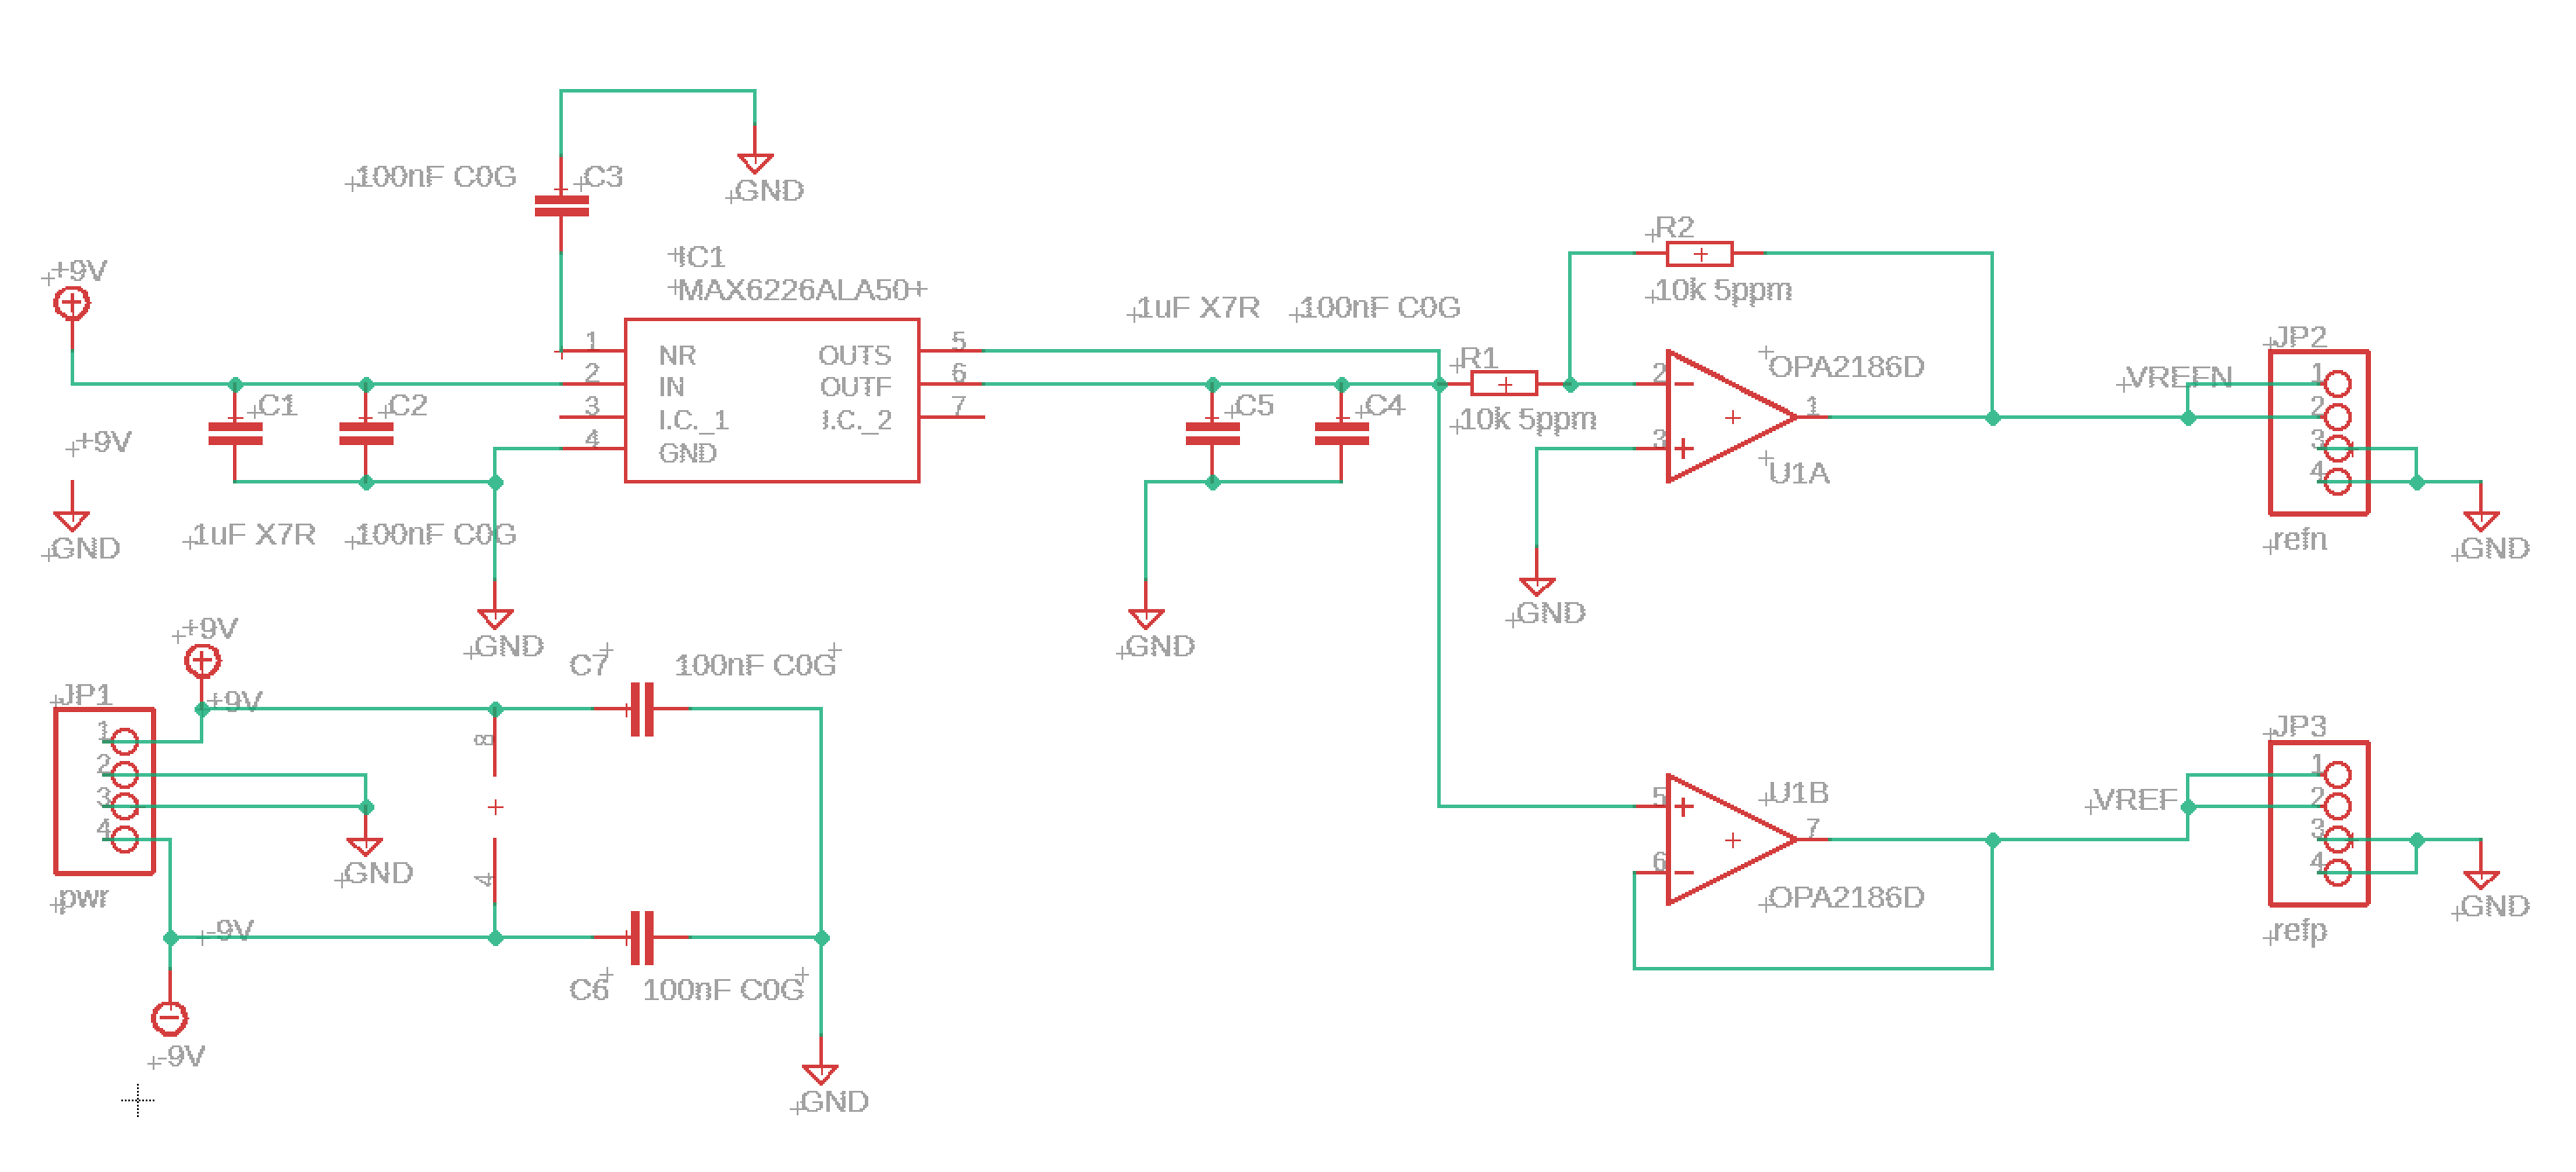 100nF C0G
C3
GND
+9V
IC1
MAX6226ALA50+
1 NR
2 IN
3 I.C._1
4 GND
OUTS 5
OUTF 6
I.C._2 7
C1
C2
+9V
GND
1uF X7R
100nF C0G
GND
1uF X7R
100nF C0G
C5
C4
GND
R1
10k 5ppm
R2
10k 5ppm
2
3
1
OPA2186D
U1A
GND
VREFN
JP2
1
2
3
4
refn
GND
+9V
+9V
JP1
1
2
3
4
pwr
GND
-9V
-9V
8
4
C7
100nF C0G
C6
100nF C0G
GND
5
6
7
U1B
OPA2186D
VREF
JP3
1
2
3
4
refp
GND